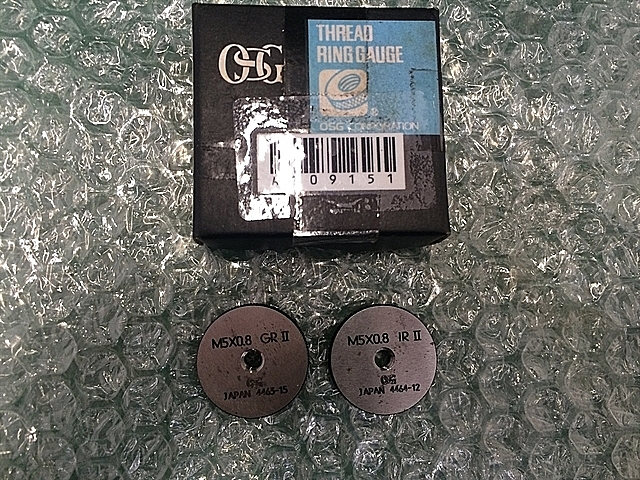 OSG
THREAD
RING GAUGE
®
OSG CORPORATION
09151
M5X0.8 GR II
OSG
JAPAN 4463-15
M5X0.8 IR II
OSG
JAPAN 4464-12